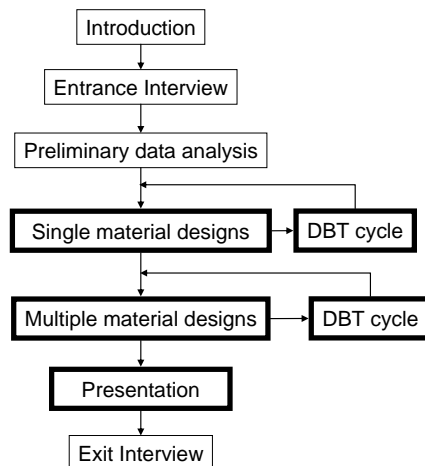 Introduction
Entrance Interview
Preliminary data analysis
Single material designs
DBT cycle
Multiple material designs
DBT cycle
Presentation
Exit Interview